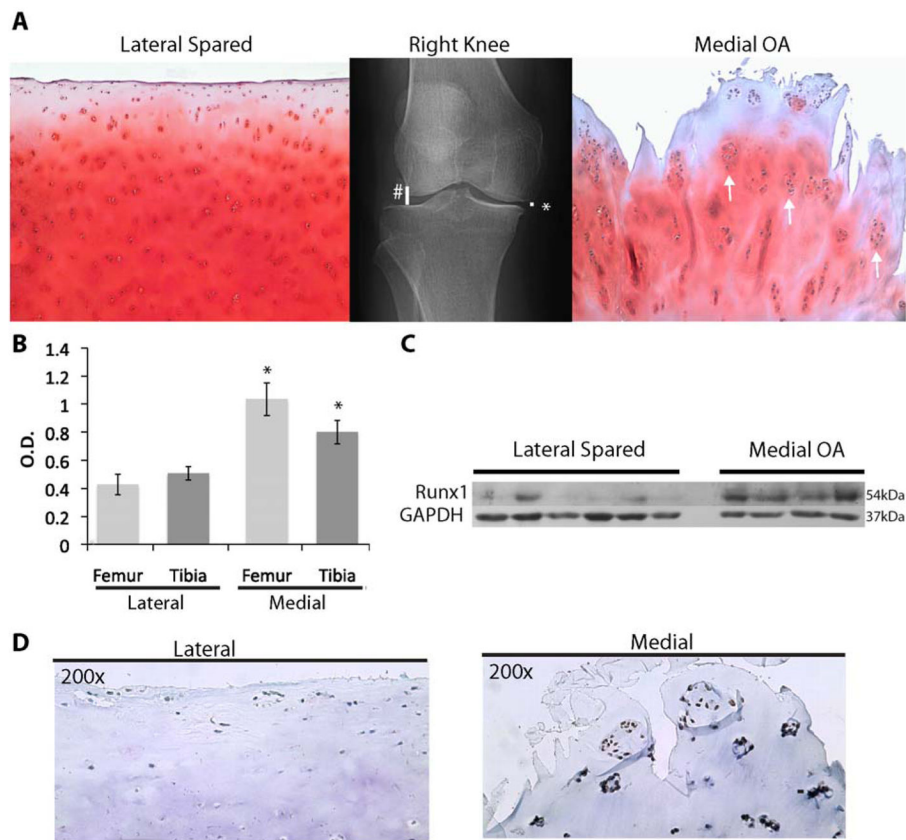 A
Lateral Spared
Right Knee
Medial OA
#
*
B
1.4
1.2
1
0.8
0.6
0.4
0.2
0
O.D.
*
*
Femur
Tibia
Femur
Tibia
Lateral
Medial
C
Lateral Spared
Medial OA
Runx1
54kDa
GAPDH
37kDa
D
Lateral
200x
Medial
200x